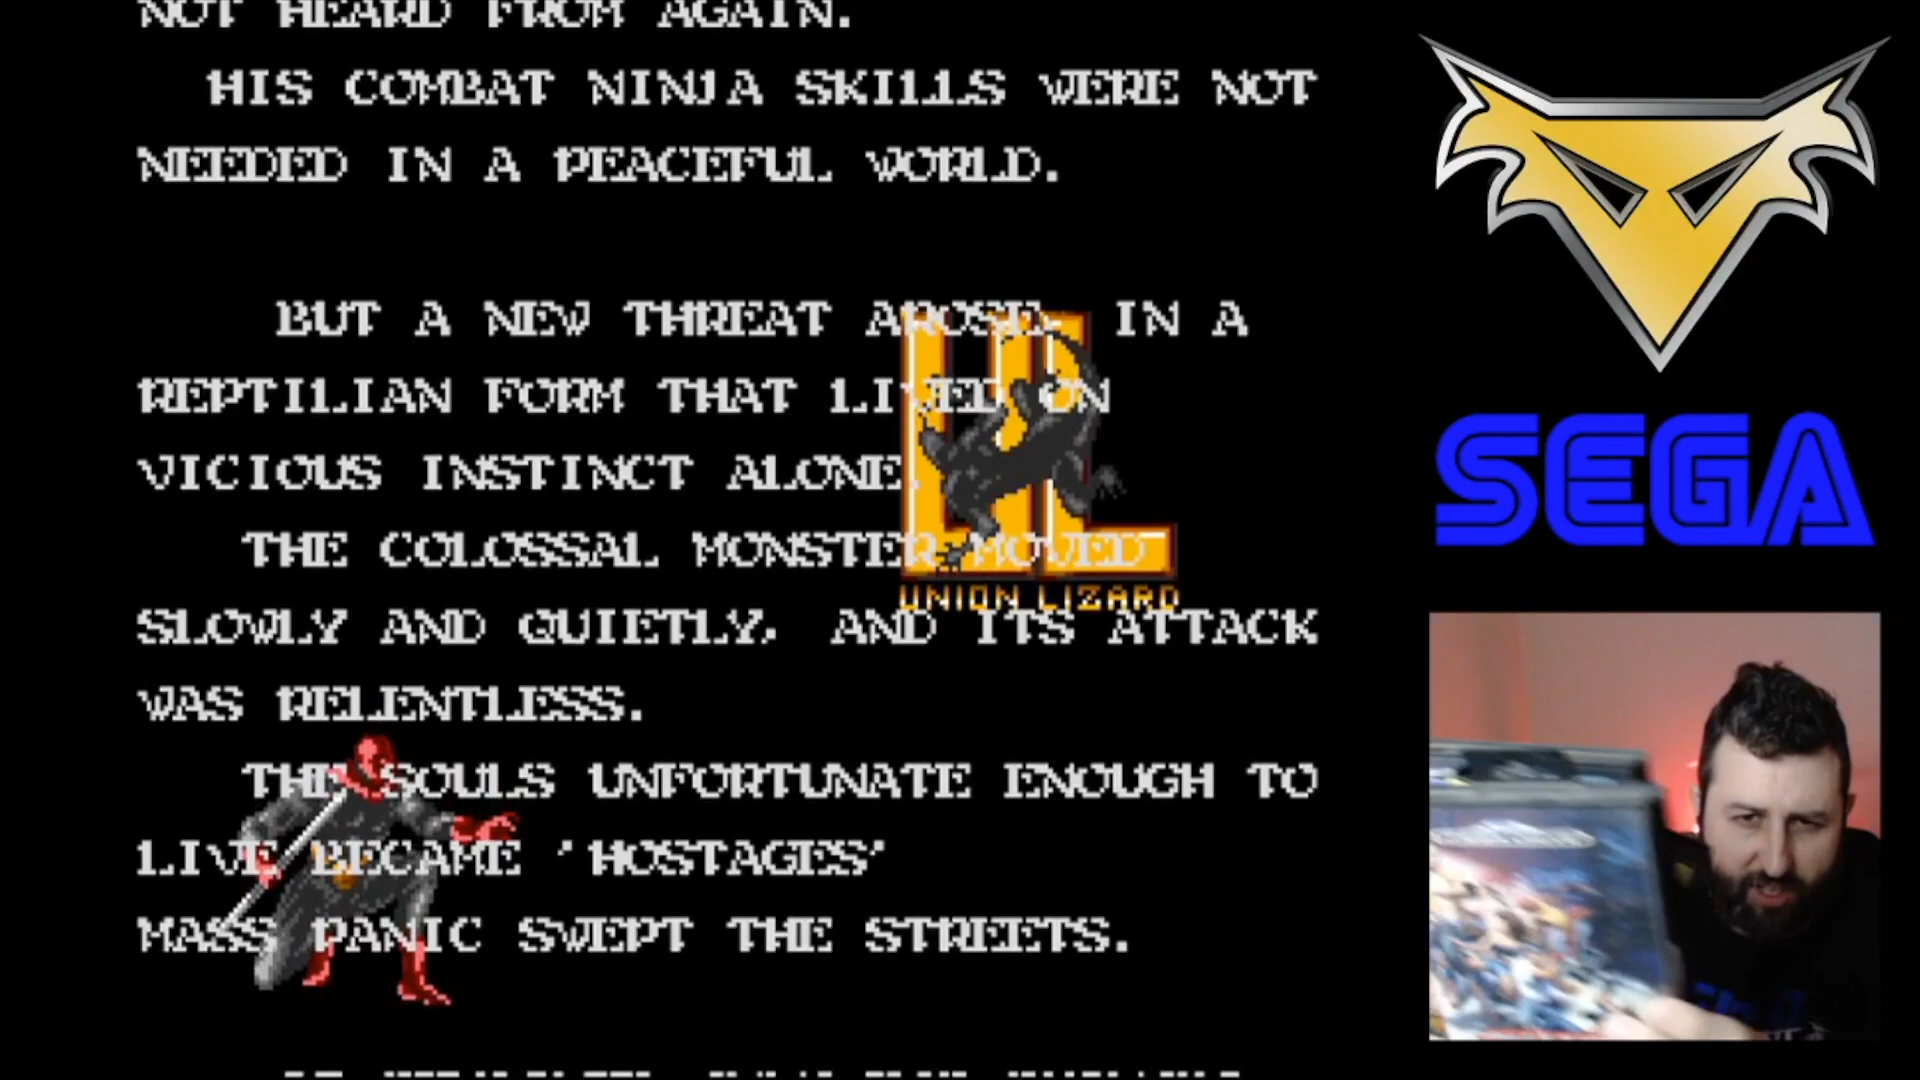 NOT HEARD FROM AGAIN.
HIS COMBAT NINJA SKILLS WERE NOT
NEEDED IN A PEACEFUL WORLD.
BUT A NEW THREAT AROSE, IN A
REPTILIAN FORM THAT LIVED ON
VICIOUS INSTINCT ALONE.
THE COLOSSAL MONSTER MOVED
SLOWLY AND QUIETLY, AND ITS ATTACK
WAS RELENTLESS.
THE SOULS UNFORTUNATE ENOUGH TO
LIVE BECAME 'HOSTAGES'
MASS PANIC SWEPT THE STREETS.
UL
UNION LIZARD
SEGA